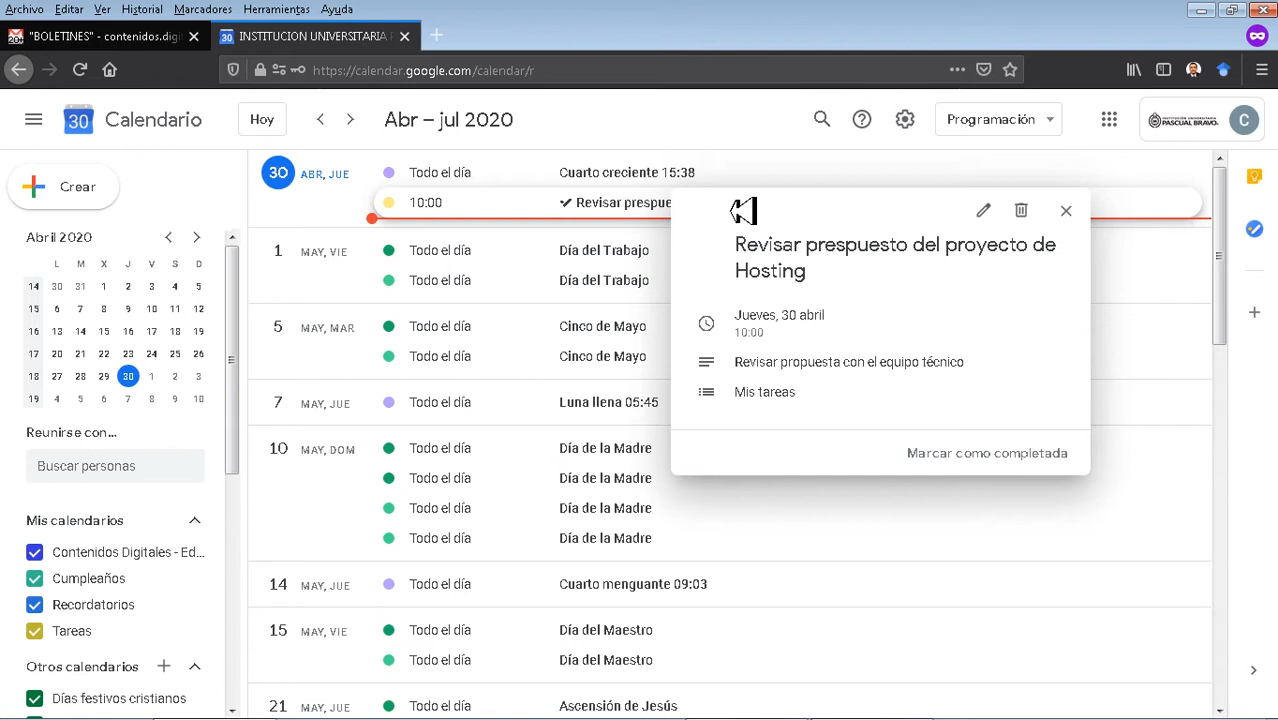 Archivo Editar Ver Historial Marcadores Herramientas Ayuda
"BOLETINES" - contenidos.digi
30 INSTITUCION UNIVERSITARIA
https://calendar.google.com/calendar/r
30 Calendario Hoy Abr – jul 2020 Programación INSTITUCIÓN UNIVERSITARIA PASCUAL BRAVO. C
Crear
Abril 2020
L M X J V S D
14 30 31 1 2 3 4 5
15 6 7 8 9 10 11 12
16 13 14 15 16 17 18 19
17 20 21 22 23 24 25 26
18 27 28 29 30 1 2 3
19 4 5 6 7 8 9 10
Reunirse con...
Buscar personas
Mis calendarios
Contenidos Digitales - Ed...
Cumpleaños
Recordatorios
Tareas
Otros calendarios
Días festivos cristianos
30 ABR, JUE Todo el día Cuarto creciente 15:38
10:00 Revisar prespue
1 MAY, VIE Todo el día Día del Trabajo
Todo el día Día del Trabajo
5 MAY, MAR Todo el día Cinco de Mayo
Todo el día Cinco de Mayo
7 MAY, JUE Todo el día Luna llena 05:45
10 MAY, DOM Todo el día Día de la Madre
Todo el día Día de la Madre
Todo el día Día de la Madre
Todo el día Día de la Madre
14 MAY, JUE Todo el día Cuarto menguante 09:03
15 MAY, VIE Todo el día Día del Maestro
Todo el día Día del Maestro
21 MAY, JUE Todo el día Ascensión de Jesús
Revisar prespuesto del proyecto de
Hosting
Jueves, 30 abril
10:00
Revisar propuesta con el equipo técnico
Mis tareas
Marcar como completada